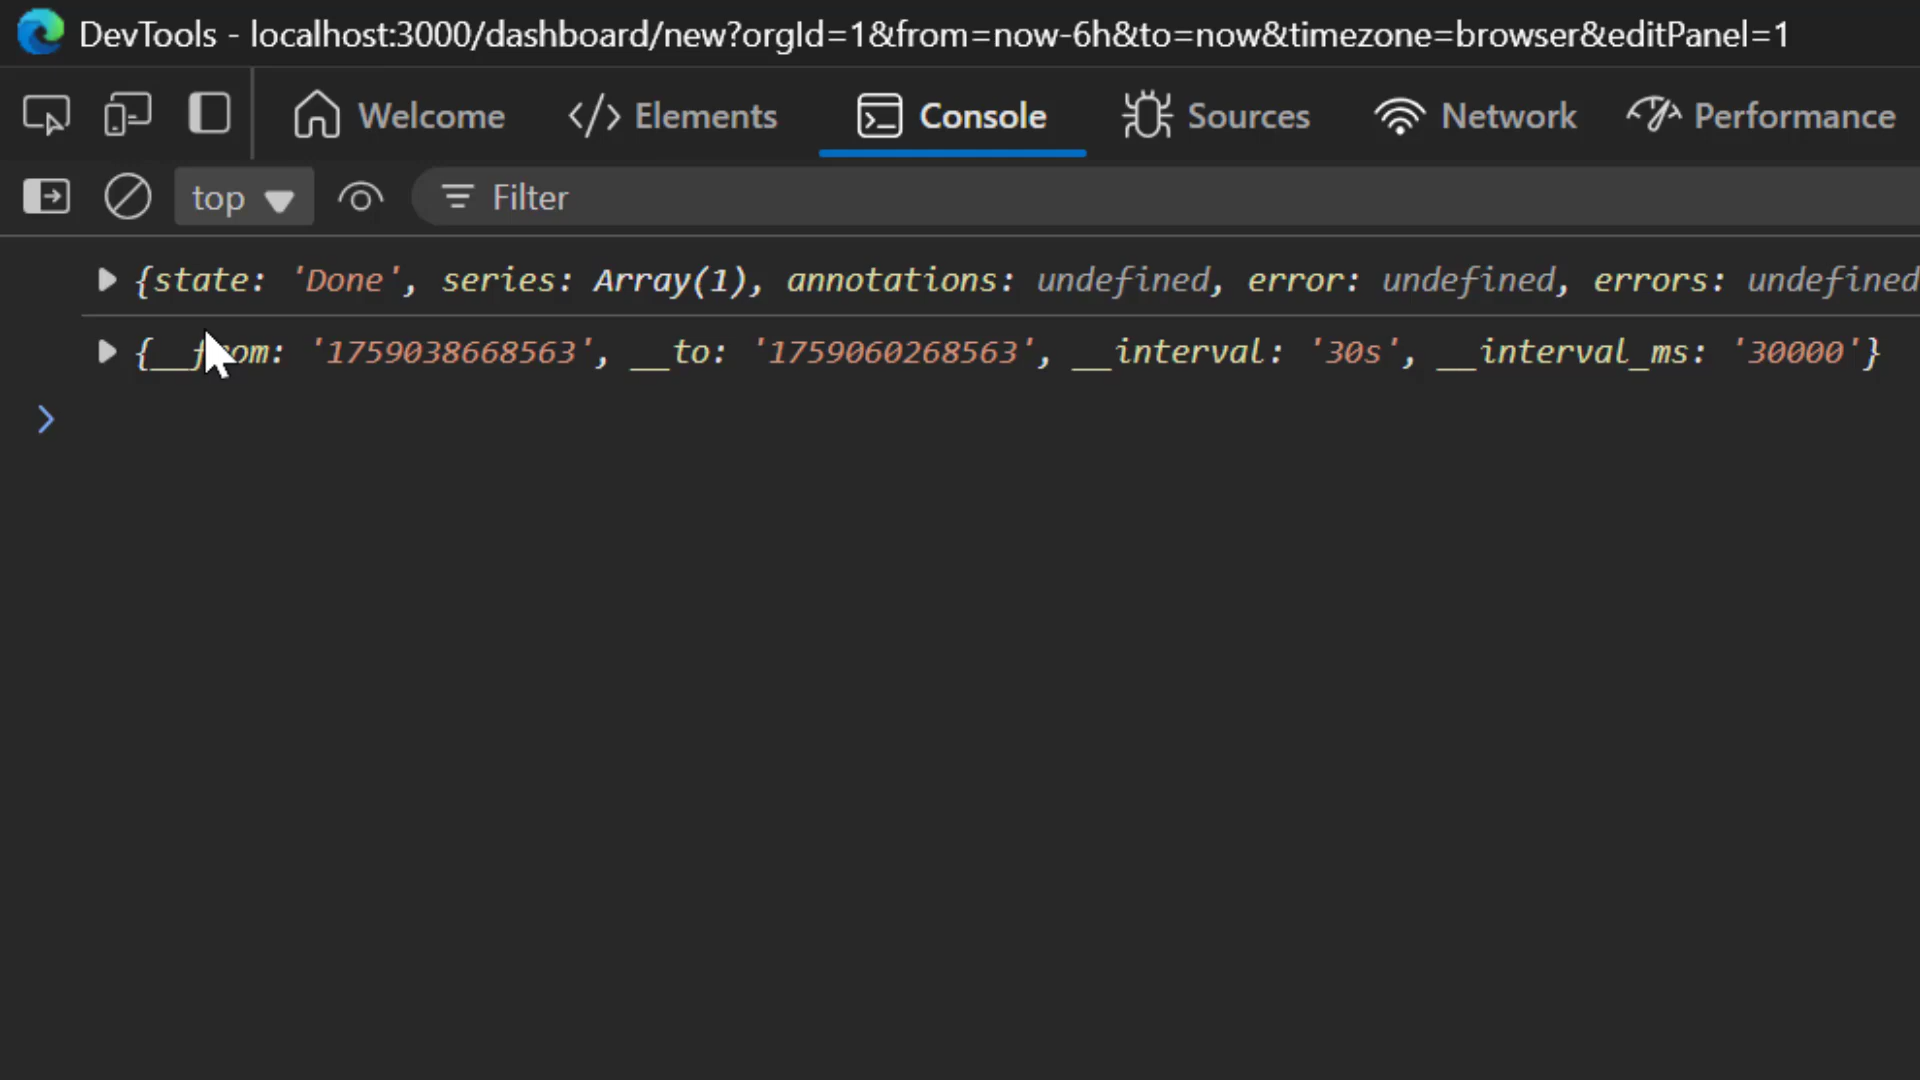 DevTools - localhost:3000/dashboard/new?orgId=1&from=now-6h&to=now&timezone=browser&editPanel=1
Welcome Elements Console Sources Network Performance
top Filter
{state: 'Done', series: Array(1), annotations: undefined, error: undefined, errors: undefined
{__from: '1759038668563', __to: '1759060268563', __interval: '30s', __interval_ms: '30000'}